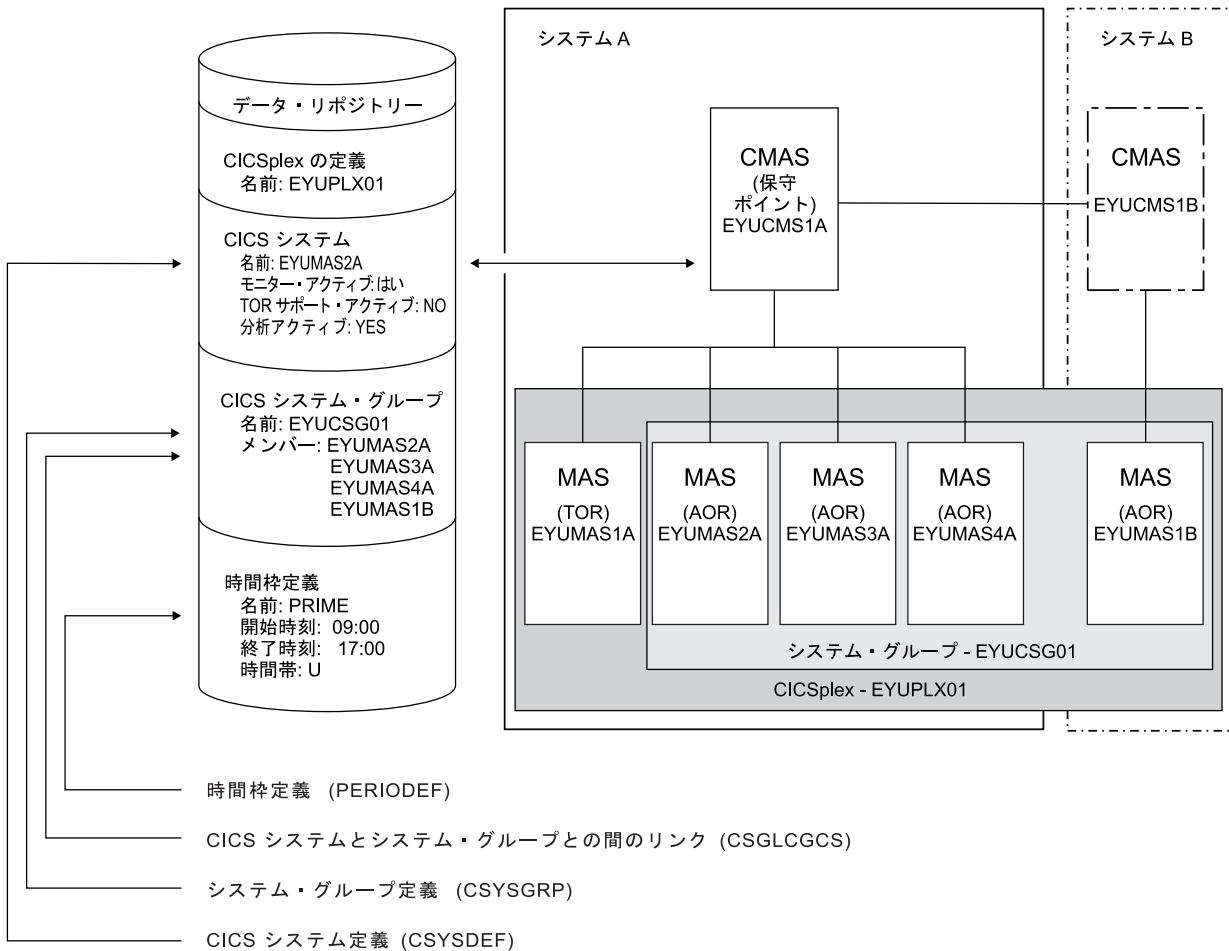 データ・リポジトリー
CICSplex の定義
名前: EYUPLX01
CICS システム
名前: EYUMAS2A
モニター・アクティブ: はい
TOR サポート・アクティブ: NO
分析アクティブ: YES
CICS システム・グループ
名前: EYUCSG01
メンバー: EYUMAS2A
EYUMAS3A
EYUMAS4A
EYUMAS1B
時間枠定義
名前: PRIME
開始時刻: 09:00
終了時刻: 17:00
時間帯: U
システム A
CMAS
(保守
ポイント)
EYUCMS1A
システム B
CMAS
EYUCMS1B
MAS
(TOR)
EYUMAS1A
MAS
(AOR)
EYUMAS2A
MAS
(AOR)
EYUMAS3A
MAS
(AOR)
EYUMAS4A
MAS
(AOR)
EYUMAS1B
システム・グループ - EYUCSG01
CICSplex - EYUPLX01
時間枠定義 (PERIODEF)
CICS システムとシステム・グループとの間のリンク (CSGLCGCS)
システム・グループ定義 (CSYSGRP)
CICS システム定義 (CSYSDEF)